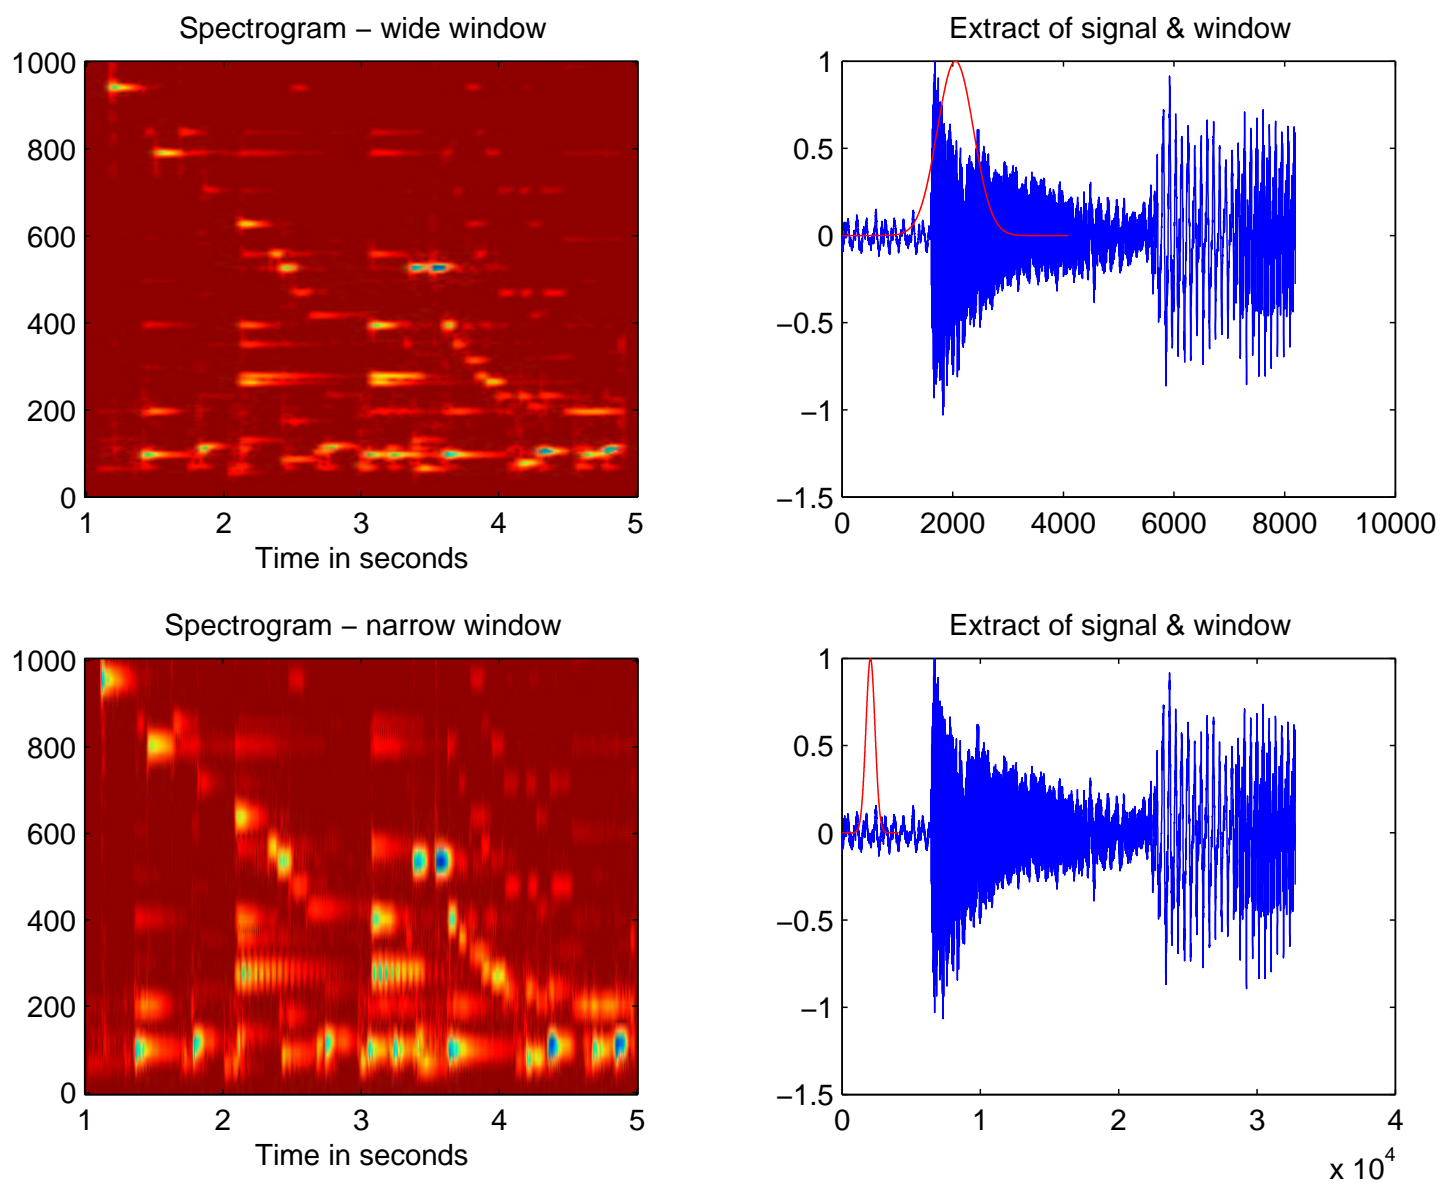 Spectrogram – wide window
1000
800
600
400
200
0
1 2 3 4 5
Time in seconds
Extract of signal & window
1
0.5
0
−0.5
−1
−1.5
0 2000 4000 6000 8000 10000
Spectrogram – narrow window
1000
800
600
400
200
0
1 2 3 4 5
Time in seconds
Extract of signal & window
1
0.5
0
−0.5
−1
−1.5
0 1 2 3 4
x 10^4